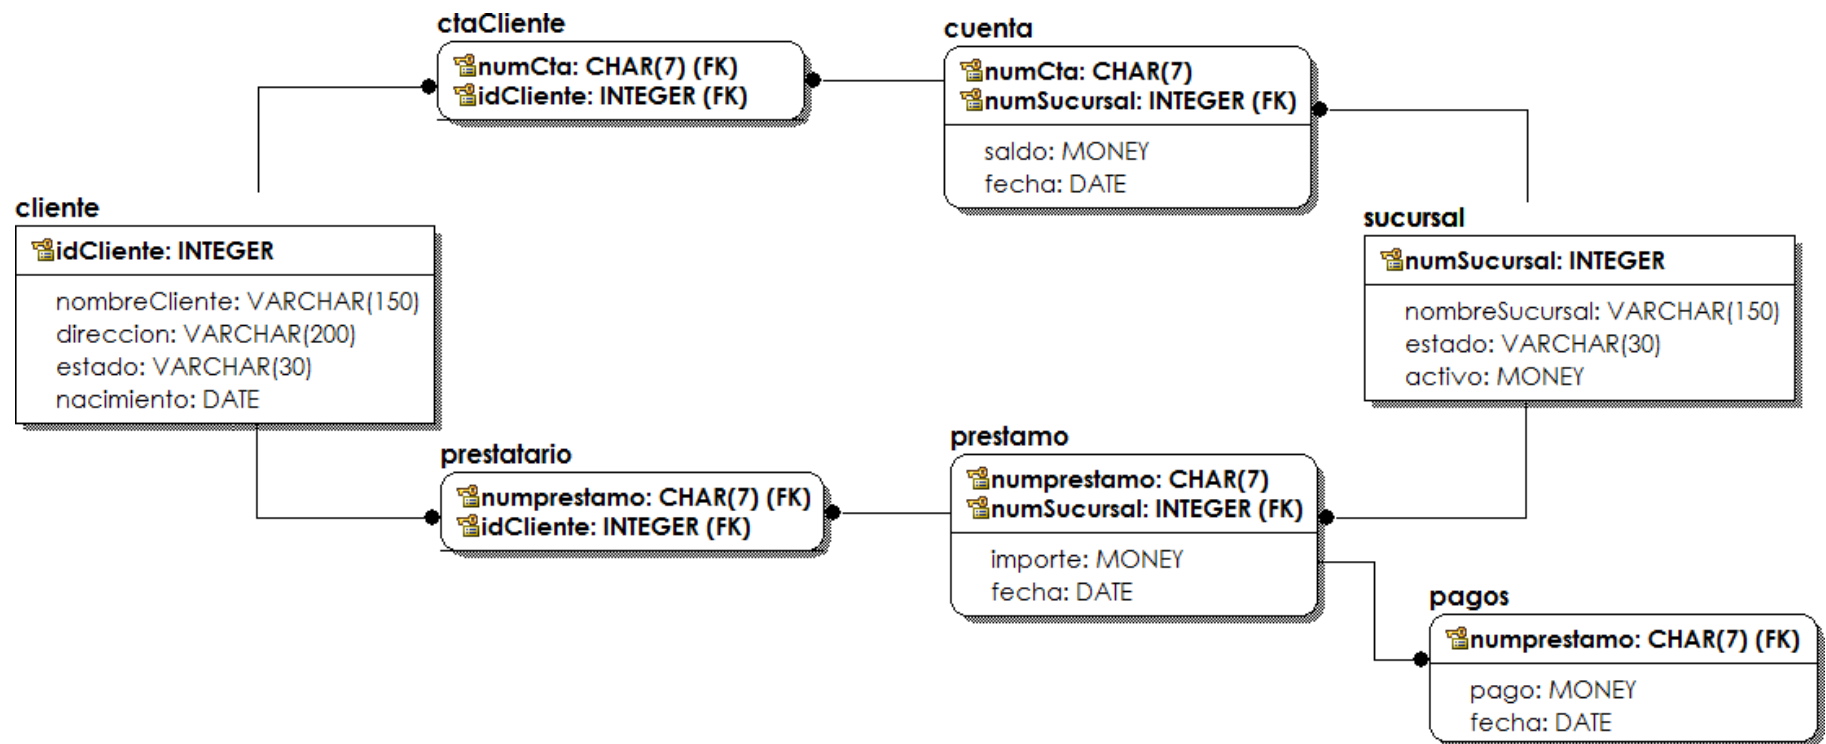 ctaCliente
numCta: CHAR(7) (FK)
idCliente: INTEGER (FK)
cuenta
numCta: CHAR(7)
numSucursal: INTEGER (FK)
saldo: MONEY
fecha: DATE
cliente
idCliente: INTEGER
nombreCliente: VARCHAR(150)
direccion: VARCHAR(200)
estado: VARCHAR(30)
nacimiento: DATE
sucursal
numSucursal: INTEGER
nombreSucursal: VARCHAR(150)
estado: VARCHAR(30)
activo: MONEY
prestatario
numprestamo: CHAR(7) (FK)
idCliente: INTEGER (FK)
prestamo
numprestamo: CHAR(7)
numSucursal: INTEGER (FK)
importe: MONEY
fecha: DATE
pagos
numprestamo: CHAR(7) (FK)
pago: MONEY
fecha: DATE